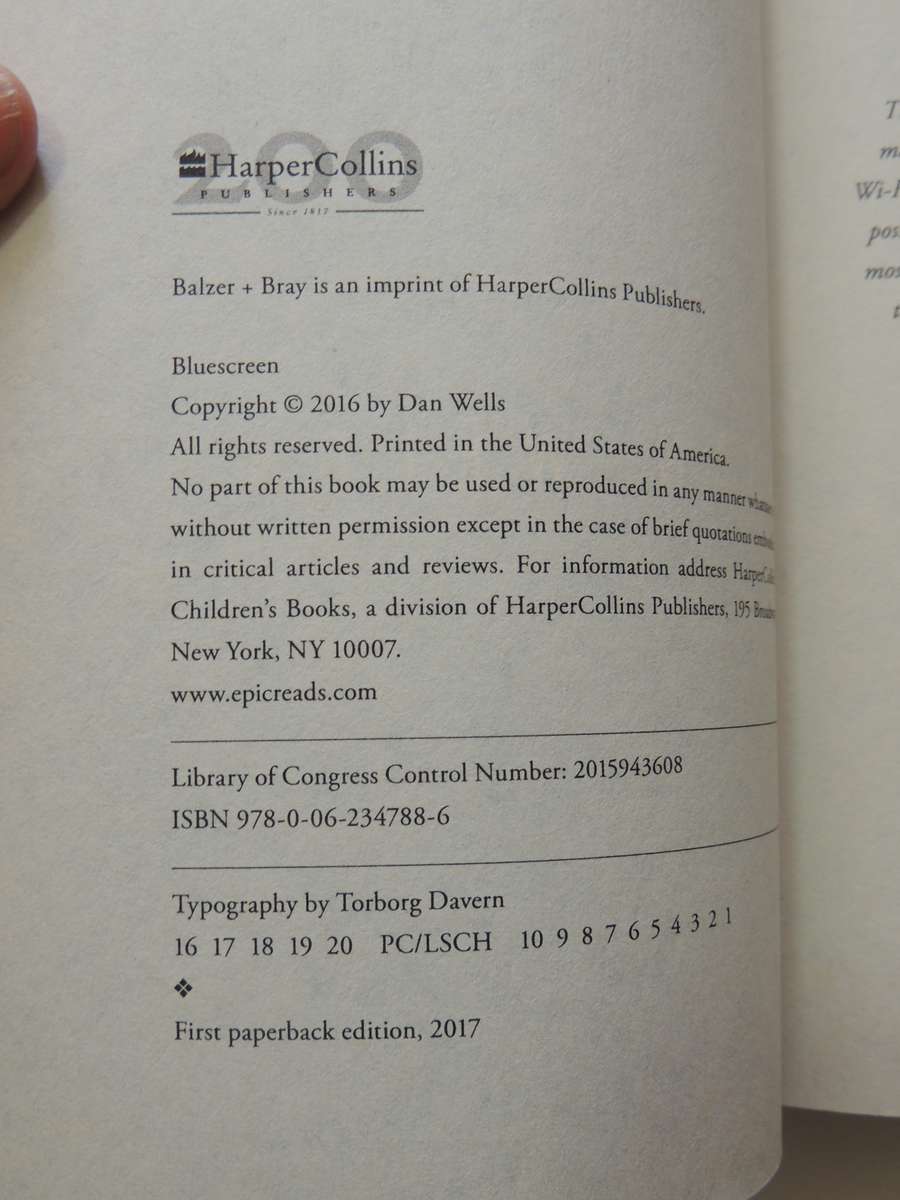 200
HarperCollins
PUBLISHERS
Since 1817
Balzer + Bray is an imprint of HarperCollins Publishers.
Bluescreen
Copyright © 2016 by Dan Wells
All rights reserved. Printed in the United States of America.
No part of this book may be used or reproduced in any manner
without written permission except in the case of brief quotations
in critical articles and reviews. For information address
Children's Books, a division of HarperCollins Publishers, 195
New York, NY 10007.
www.epicreads.com
Library of Congress Control Number: 2015943608
ISBN 978-0-06-234788-6
Typography by Torborg Davern
16 17 18 19 20 PC/LSCH 10 9 8 7 6 5 4 3 2 1
❖
First paperback edition, 2017